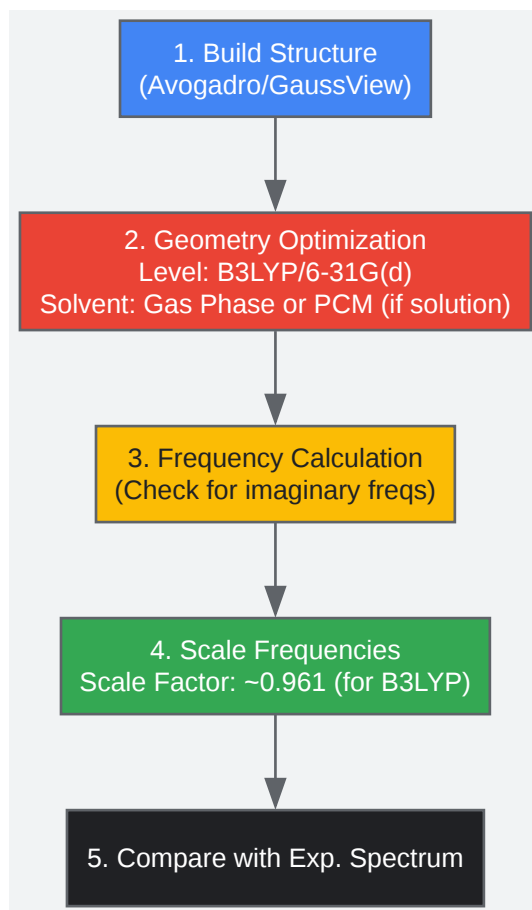 1. Build Structure
(Avogadro/GaussView)
2. Geometry Optimization
Level: B3LYP/6-31G(d)
Solvent: Gas Phase or PCM (if solution)
3. Frequency Calculation
(Check for imaginary freqs)
4. Scale Frequencies
Scale Factor: ~0.961 (for B3LYP)
5. Compare with Exp. Spectrum